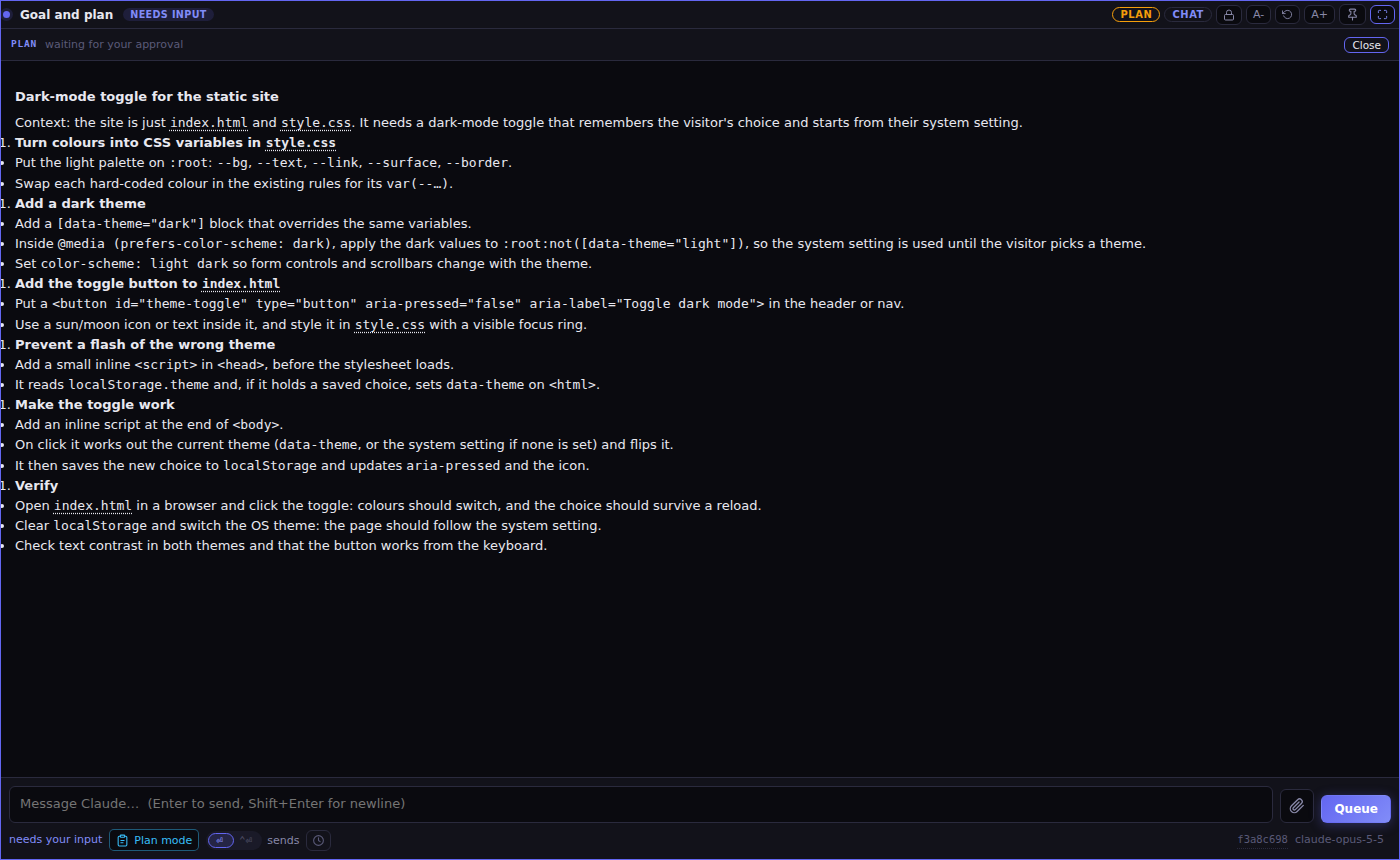 Goal and plan NEEDS INPUT PLAN CHAT A- A+
PLAN waiting for your approval Close
Dark-mode toggle for the static site
Context: the site is just index.html and style.css. It needs a dark-mode toggle that remembers the visitor's choice and starts from their system setting.
1. Turn colours into CSS variables in style.css
• Put the light palette on :root: --bg, --text, --link, --surface, --border.
• Swap each hard-coded colour in the existing rules for its var(--…).
1. Add a dark theme
• Add a [data-theme="dark"] block that overrides the same variables.
• Inside @media (prefers-color-scheme: dark), apply the dark values to :root:not([data-theme="light"]), so the system setting is used until the visitor picks a theme.
• Set color-scheme: light dark so form controls and scrollbars change with the theme.
1. Add the toggle button to index.html
• Put a <button id="theme-toggle" type="button" aria-pressed="false" aria-label="Toggle dark mode"> in the header or nav.
• Use a sun/moon icon or text inside it, and style it in style.css with a visible focus ring.
1. Prevent a flash of the wrong theme
• Add a small inline <script> in <head>, before the stylesheet loads.
• It reads localStorage.theme and, if it holds a saved choice, sets data-theme on <html>.
1. Make the toggle work
• Add an inline script at the end of <body>.
• On click it works out the current theme (data-theme, or the system setting if none is set) and flips it.
• It then saves the new choice to localStorage and updates aria-pressed and the icon.
1. Verify
• Open index.html in a browser and click the toggle: colours should switch, and the choice should survive a reload.
• Clear localStorage and switch the OS theme: the page should follow the system setting.
• Check text contrast in both themes and that the button works from the keyboard.
Message Claude… (Enter to send, Shift+Enter for newline) Queue
needs your input Plan mode ⏎ ^⏎ sends f3a8c698 claude-opus-5-5